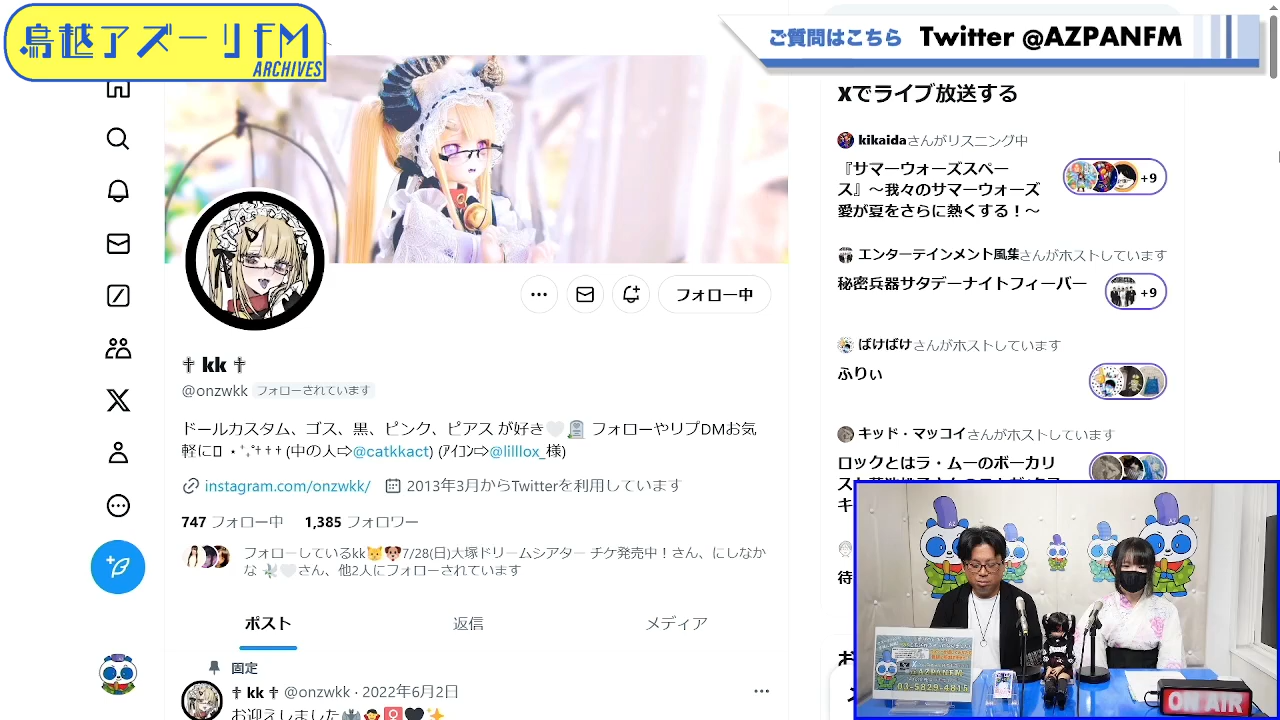 鳥越アズーリFM
ARCHIVES
ご質問はこちら Twitter @AZPANFM
Xでライブ放送する
kikaidaさんがリスニング中
『サマーウォーズスペー
ス』〜我々のサマーウォーズ
愛が夏をさらに熱くする！〜
+9
エンターテインメント風集さんがホストしています
秘密兵器サタデーナイトフィーバー
+9
ばけばけさんがホストしています
ふりぃ
キッド・マッコイさんがホストしています
ロックとはラ・ムーのボーカリ
キ
待
フォロー中
✝ kk ✝
@onzwkk フォローされています
ドールカスタム、ゴス、黒、ピンク、ピアス が好き🤍🪦 フォローやリプDMお気
軽に⋆*。°✝✝✝(中の人⇨@catkkact) (ｱｲｺﾝ⇨@lilllox_様)
instagram.com/onzwkk/ 2013年3月からTwitterを利用しています
747 フォロー中 1,385 フォロワー
フォローしているkk🐱🐶7/28(日)大塚ドリームシアター チケ発売中！さん、にしなか
な 🕊🤍さん、他2人にフォローされています
ポスト 返信 メディア
固定
✝ kk ✝ @onzwkk · 2022年6月2日
お迎えしました
AZPANFM
03-5829-4815
ON AIR